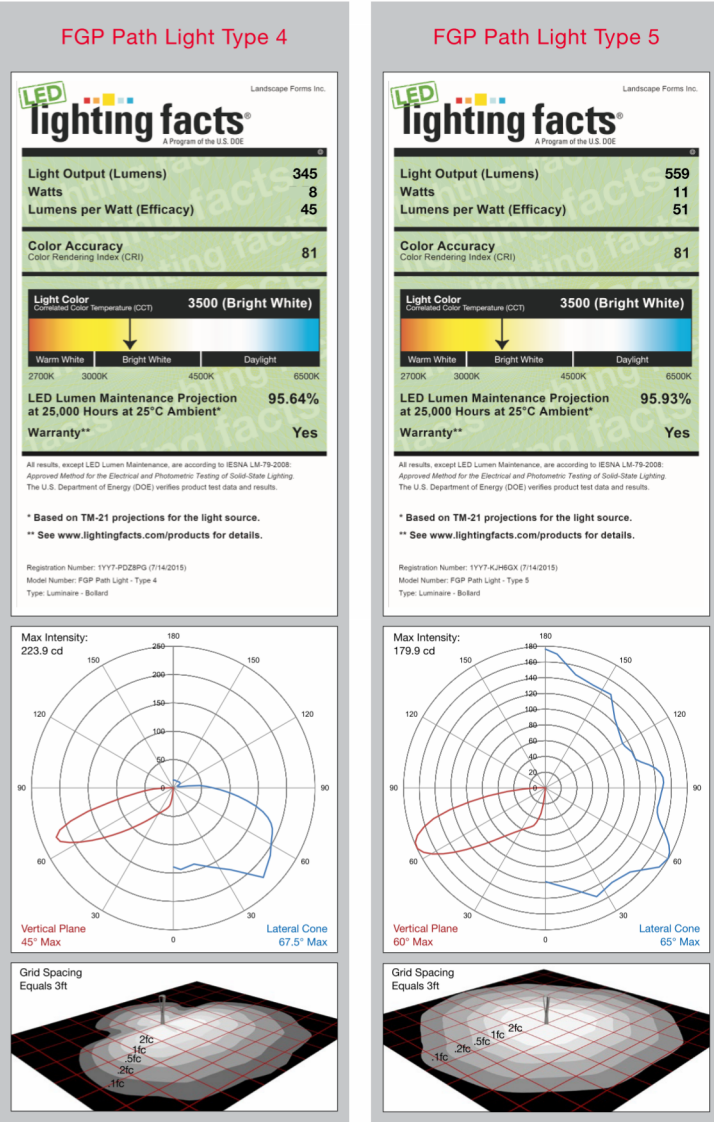 FGP Path Light Type 4
LED
Landscape Forms Inc.
lighting facts®
A Program of the U.S. DOE
Light Output (Lumens) 345
Watts 8
Lumens per Watt (Efficacy) 45
Color Accuracy
Color Rendering Index (CRI) 81
Light Color
Correlated Color Temperature (CCT) 3500 (Bright White)
Warm White Bright White Daylight
2700K 3000K 4500K 6500K
LED Lumen Maintenance Projection
at 25,000 Hours at 25°C Ambient* 95.64%
Warranty** Yes
All results, except LED Lumen Maintenance, are according to IESNA LM-79-2008:
Approved Method for the Electrical and Photometric Testing of Solid-State Lighting.
The U.S. Department of Energy (DOE) verifies product test data and results.
* Based on TM-21 projections for the light source.
** See www.lightingfacts.com/products for details.
Registration Number: 1YY7-PDZ8PG (7/14/2015)
Model Number: FGP Path Light - Type 4
Type: Luminaire - Bollard
Max Intensity:
223.9 cd
180
250
150 150
200
120 150 120
100
50
90 0 90
60 60
30 30
0
Vertical Plane
45° Max
Lateral Cone
67.5° Max
Grid Spacing
Equals 3ft
2fc
1fc
.5fc
.2fc
.1fc
FGP Path Light Type 5
LED
Landscape Forms Inc.
lighting facts®
A Program of the U.S. DOE
Light Output (Lumens) 559
Watts 11
Lumens per Watt (Efficacy) 51
Color Accuracy
Color Rendering Index (CRI) 81
Light Color
Correlated Color Temperature (CCT) 3500 (Bright White)
Warm White Bright White Daylight
2700K 3000K 4500K 6500K
LED Lumen Maintenance Projection
at 25,000 Hours at 25°C Ambient* 95.93%
Warranty** Yes
All results, except LED Lumen Maintenance, are according to IESNA LM-79-2008:
Approved Method for the Electrical and Photometric Testing of Solid-State Lighting.
The U.S. Department of Energy (DOE) verifies product test data and results.
* Based on TM-21 projections for the light source.
** See www.lightingfacts.com/products for details.
Registration Number: 1YY7-KJH6GX (7/14/2015)
Model Number: FGP Path Light - Type 5
Type: Luminaire - Bollard
Max Intensity:
179.9 cd
180
180
150 160 150
140
120 120 120
100
80
60
40
20
90 0 90
60 60
30 30
0
Vertical Plane
60° Max
Lateral Cone
65° Max
Grid Spacing
Equals 3ft
2fc
1fc
.5fc
.2fc
.1fc